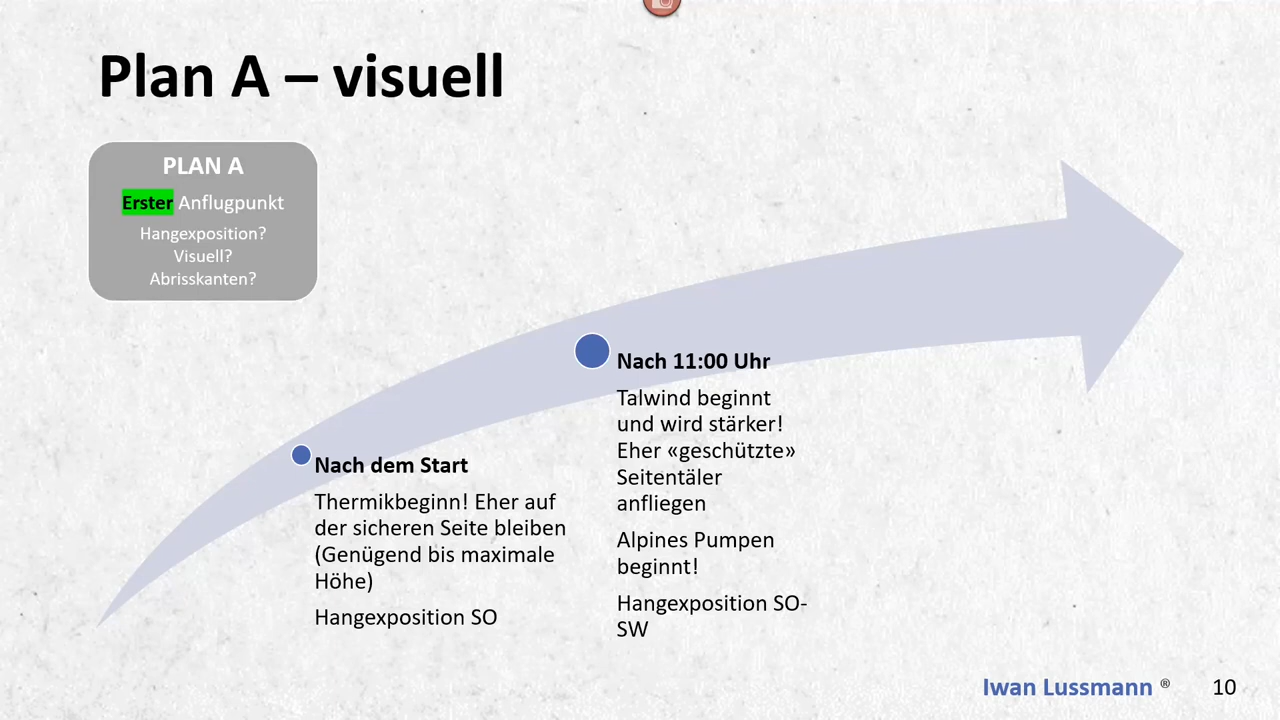 Plan A – visuell
PLAN A
Erster Anflugpunkt
Hangexposition?
Visuell?
Abrisskanten?
Nach dem Start
Thermikbeginn! Eher auf
der sicheren Seite bleiben
(Genügend bis maximale
Höhe)
Hangexposition SO
Nach 11:00 Uhr
Talwind beginnt
und wird stärker!
Eher «geschützte»
Seitentäler
anfliegen
Alpines Pumpen
beginnt!
Hangexposition SO-
SW
Iwan Lussmann ®
10